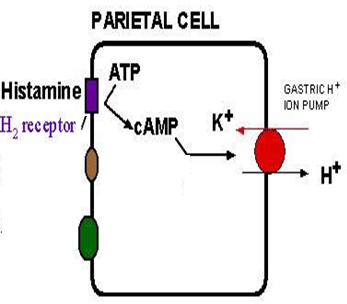 PARIETAL CELL
ATP
Histamine
H₂ receptor
cAMP
K⁺
GASTRIC H⁺
ION PUMP
H⁺